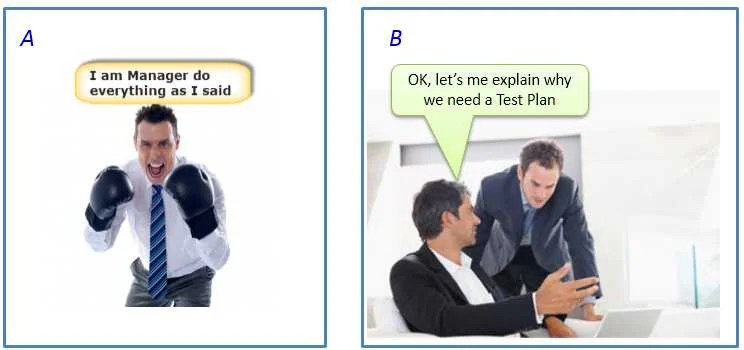 A
I am Manager do
everything as I said
B
OK, let's me explain why
we need a Test Plan